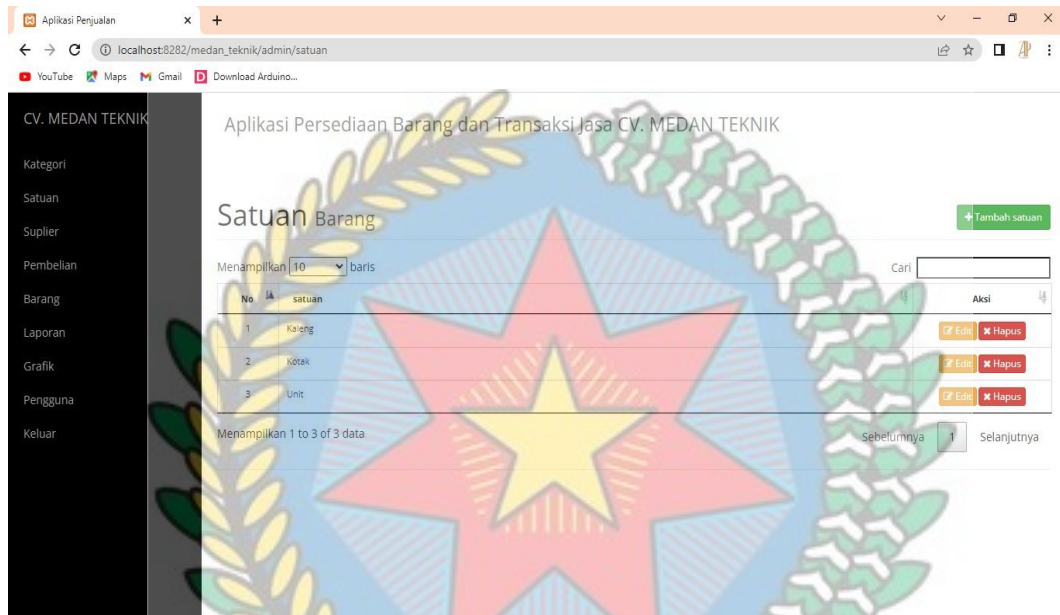 Aplikasi Penjualan
localhost:8282/medan_teknik/admin/satuan
YouTube Maps Gmail Download Arduino...
CV. MEDAN TEKNIK
Aplikasi Persediaan Barang dan Transaksi Jasa CV. MEDAN TEKNIK
Kategori
Satuan
Suplier
Pembelian
Barang
Laporan
Grafik
Pengguna
Keluar
Satuan Barang
Tambah satuan
Menampilkan 10 baris
Cari
No satuan Aksi
1 Kaleng Edit Hapus
2 Kotak Edit Hapus
3 Unit Edit Hapus
Menampilkan 1 to 3 of 3 data
Sebelumnya 1 Selanjutnya